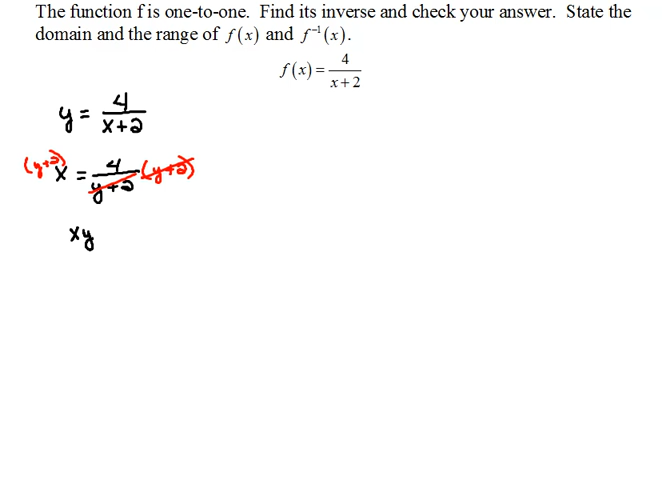 The function f is one-to-one. Find its inverse and check your answer. State the
domain and the range of f(x) and f⁻¹(x).
f(x) = 4/(x+2)
y = 4/(x+2)
(y+2) x = 4/(y+2) (y+2)
xy